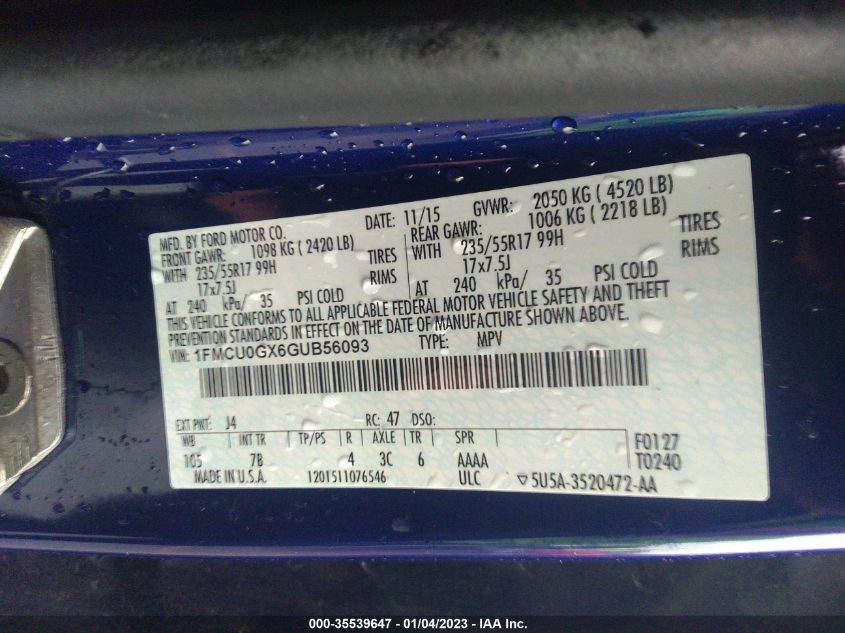 MFD. BY FORD MOTOR CO. DATE: 11/15 GVWR: 2050 KG ( 4520 LB)
FRONT GAWR: 1098 KG ( 2420 LB) REAR GAWR: 1006 KG ( 2218 LB)
WITH 235/55R17 99H TIRES WITH 235/55R17 99H TIRES
17x7.5J RIMS 17x7.5J RIMS
AT 240 kPa/ 35 PSI COLD AT 240 kPa/ 35 PSI COLD
THIS VEHICLE CONFORMS TO ALL APPLICABLE FEDERAL MOTOR VEHICLE SAFETY AND THEFT
PREVENTION STANDARDS IN EFFECT ON THE DATE OF MANUFACTURE SHOWN ABOVE.
VIN: 1FMCU0GX6GUB56093 TYPE: MPV
EXT PNT: J4 RC: 47 DSO:
WB INT TR TP/PS R AXLE TR SPR F0127
105 7B 4 3C 6 AAAA T0240
MADE IN U.S.A. 1201511076546 ULC ▽5U5A-3520472-AA
000-35539647 - 01/04/2023 - IAA Inc.